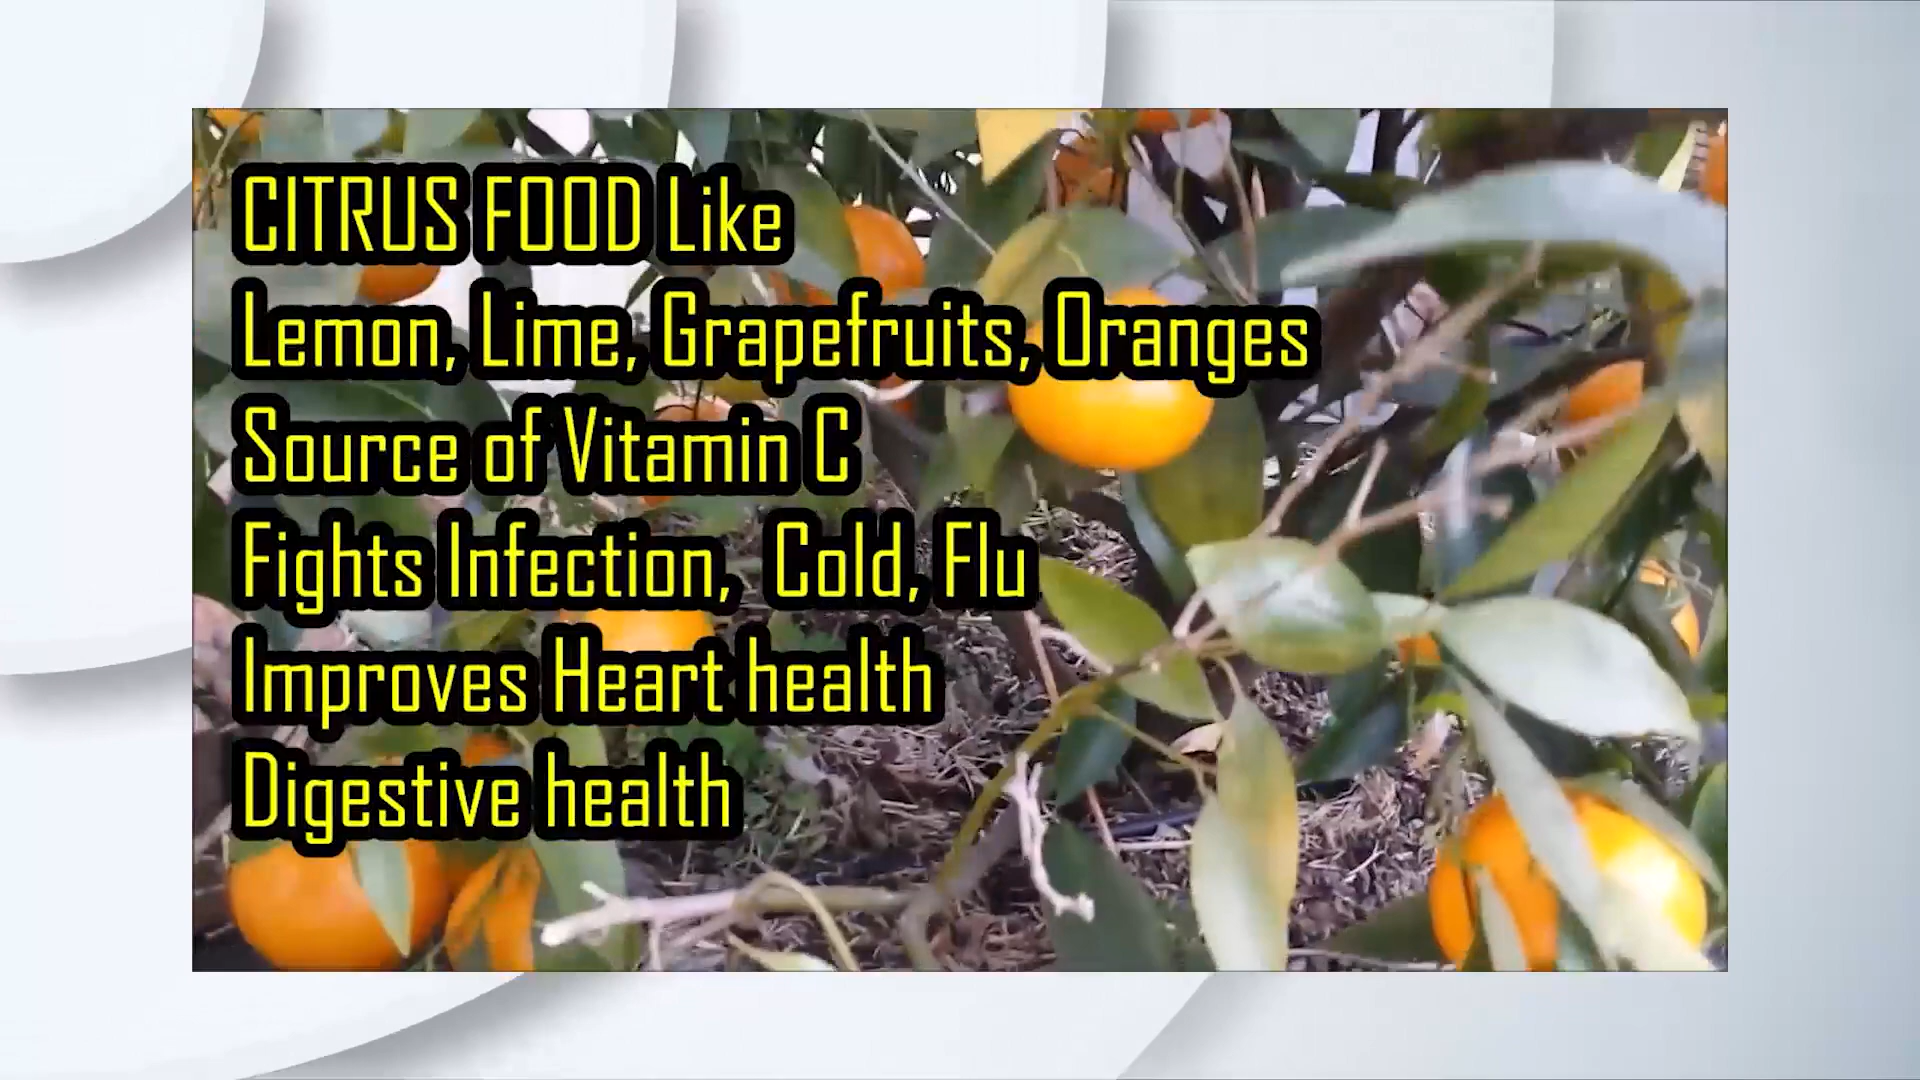 CITRUS FOOD Like
Lemon, Lime, Grapefruits, Oranges
Source of Vitamin C
Fights Infection, Cold, Flu
Improves Heart health
Digestive health